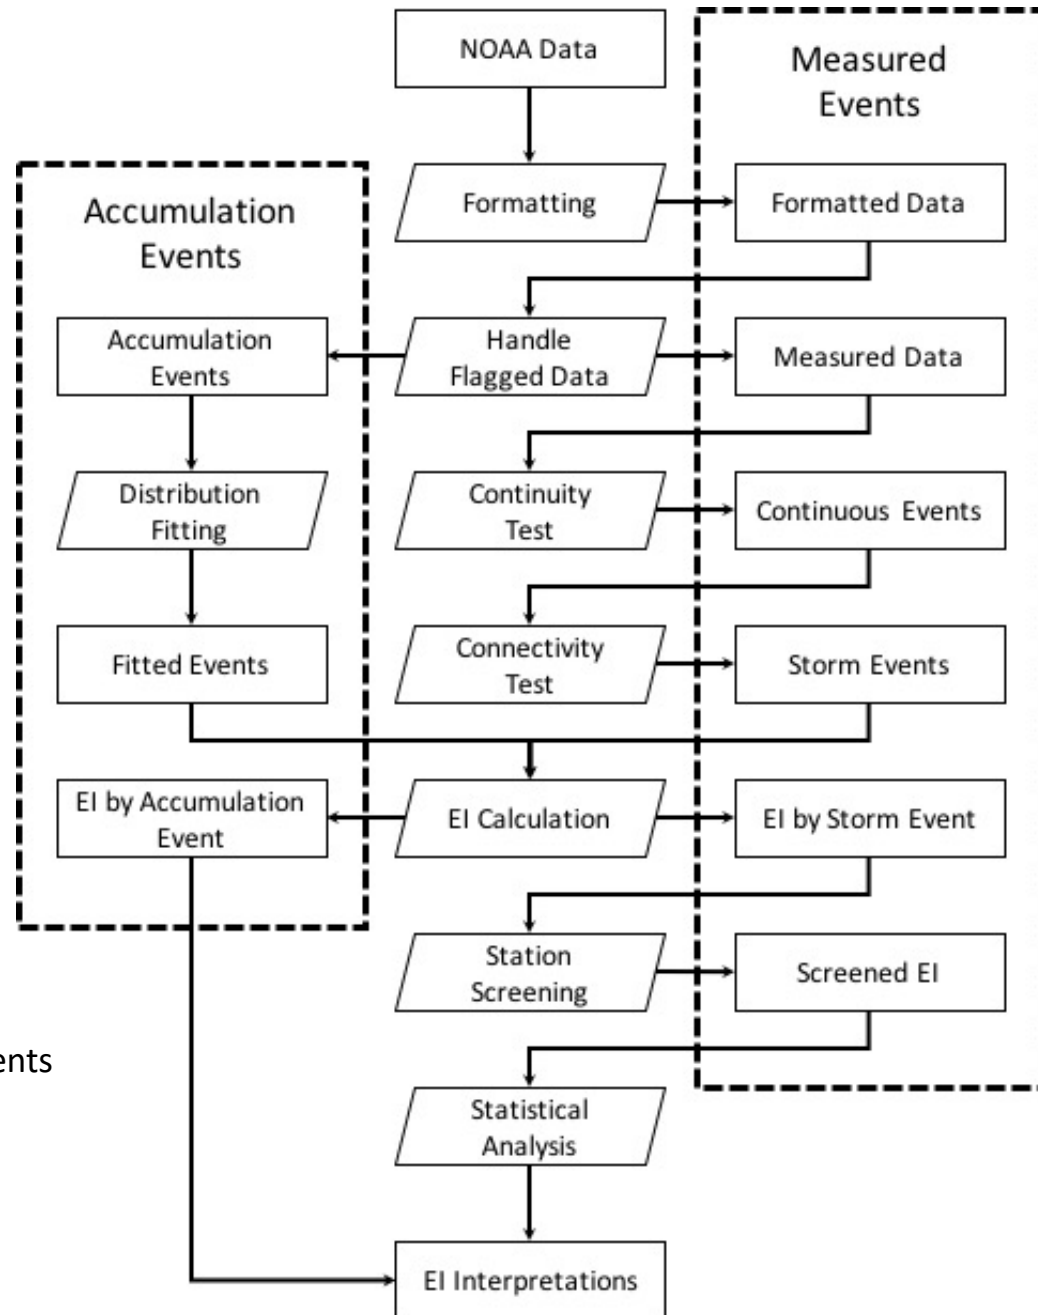 NOAA Data
Measured
Events
Accumulation
Events
Formatting
Formatted Data
Accumulation
Events
Handle
Flagged Data
Measured Data
Distribution
Fitting
Continuity
Test
Continuous Events
Fitted Events
Connectivity
Test
Storm Events
EI by Accumulation
Event
EI Calculation
EI by Storm Event
Station
Screening
Screened EI
ents
Statistical
Analysis
EI Interpretations